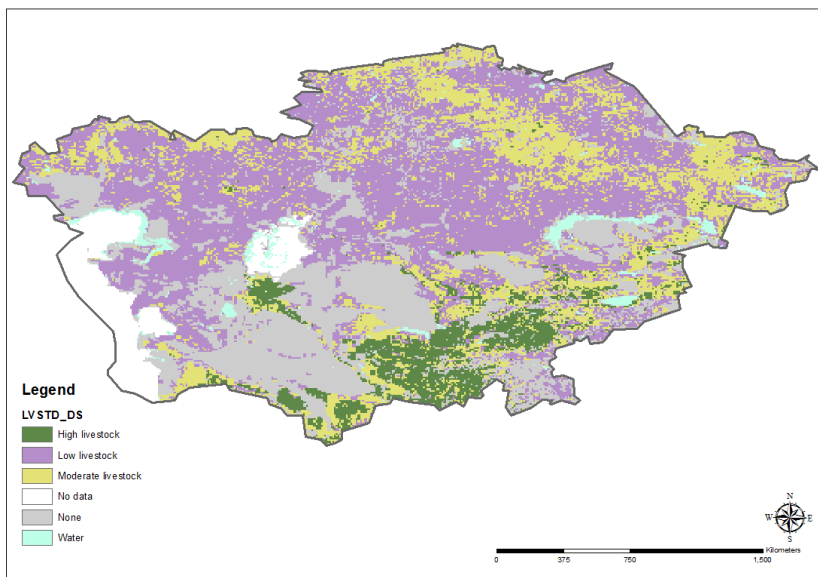 Legend
LVSTD_DS
High livestock
Low livestock
Moderate livestock
No data
None
Water
N
W E
S
Kilometers
0 375 750 1,500